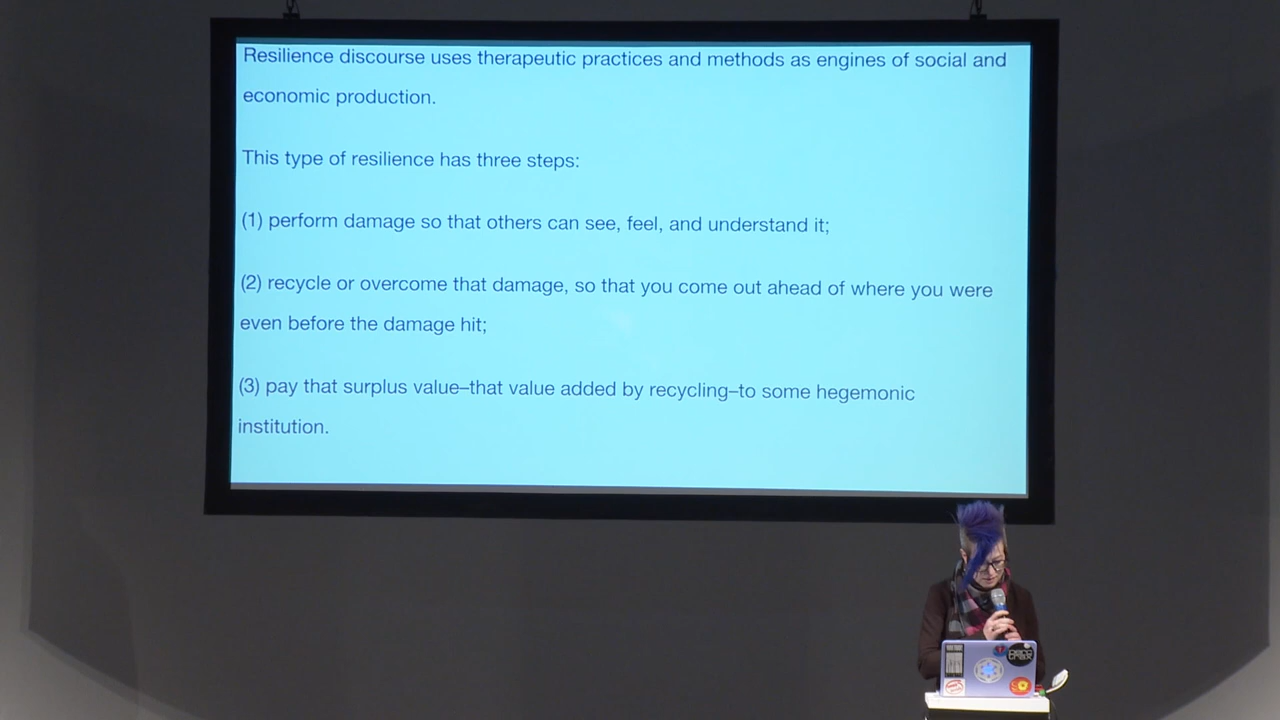 Resilience discourse uses therapeutic practices and methods as engines of social and
economic production.
This type of resilience has three steps:
(1) perform damage so that others can see, feel, and understand it;
(2) recycle or overcome that damage, so that you come out ahead of where you were
even before the damage hit;
(3) pay that surplus value–that value added by recycling–to some hegemonic
institution.